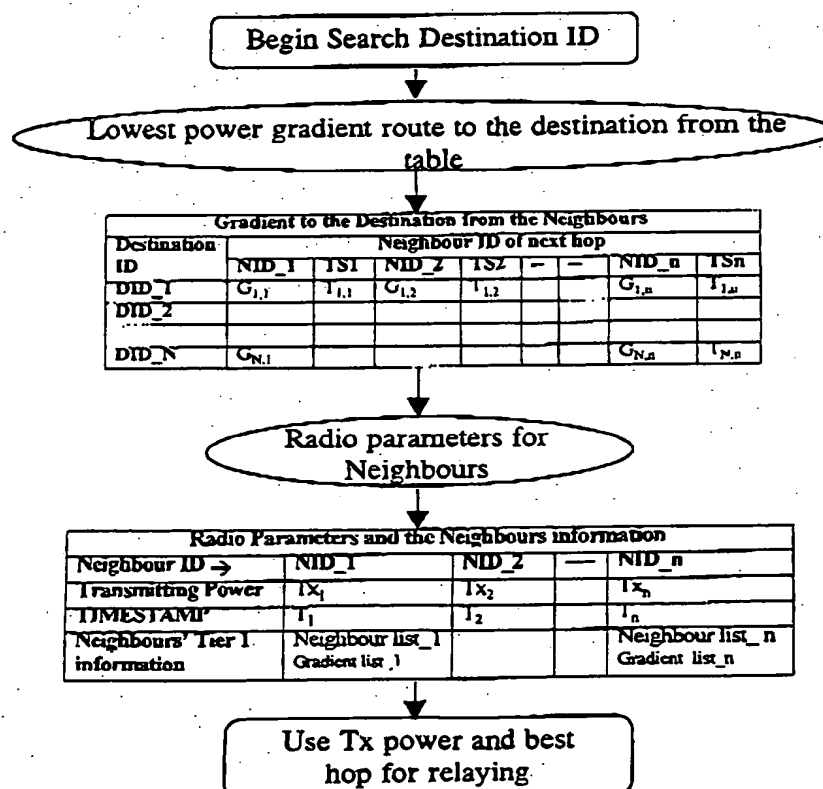 Begin Search Destination ID
Lowest power gradient route to the destination from the
table
Gradient to the Destination from the Neighbours
Destination ID Neighbour ID of next hop
NID_1 TS1 NID_2 TS2 — — NID_n TSn
DID_1 G1,1 T1,1 G1,2 T1,2 G1,n T1,n
DID_2
DID_N GN,1 GN,n TN,n
Radio parameters for
Neighbours
Radio Parameters and the Neighbours information
Neighbour ID → NID_1 NID_2 — NID_n
Transmitting Power Tx1 Tx2 Txn
TIMESTAMP T1 T2 Tn
Neighbours' Tier 1 Neighbour list_1 Neighbour list_n
information Gradient list_1 Gradient list_n
Use Tx power and best
hop for relaying